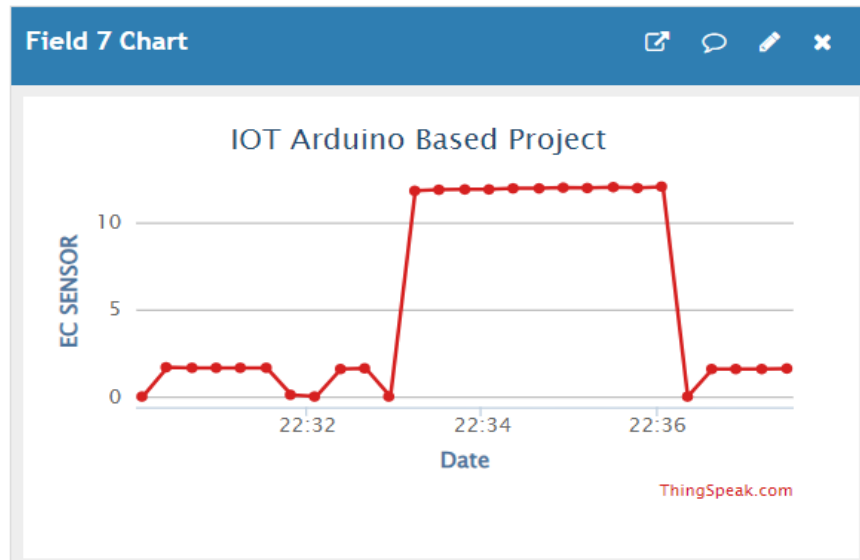 Field 7 Chart
IOT Arduino Based Project
EC SENSOR
10
5
0
22:32
22:34
22:36
Date
ThingSpeak.com